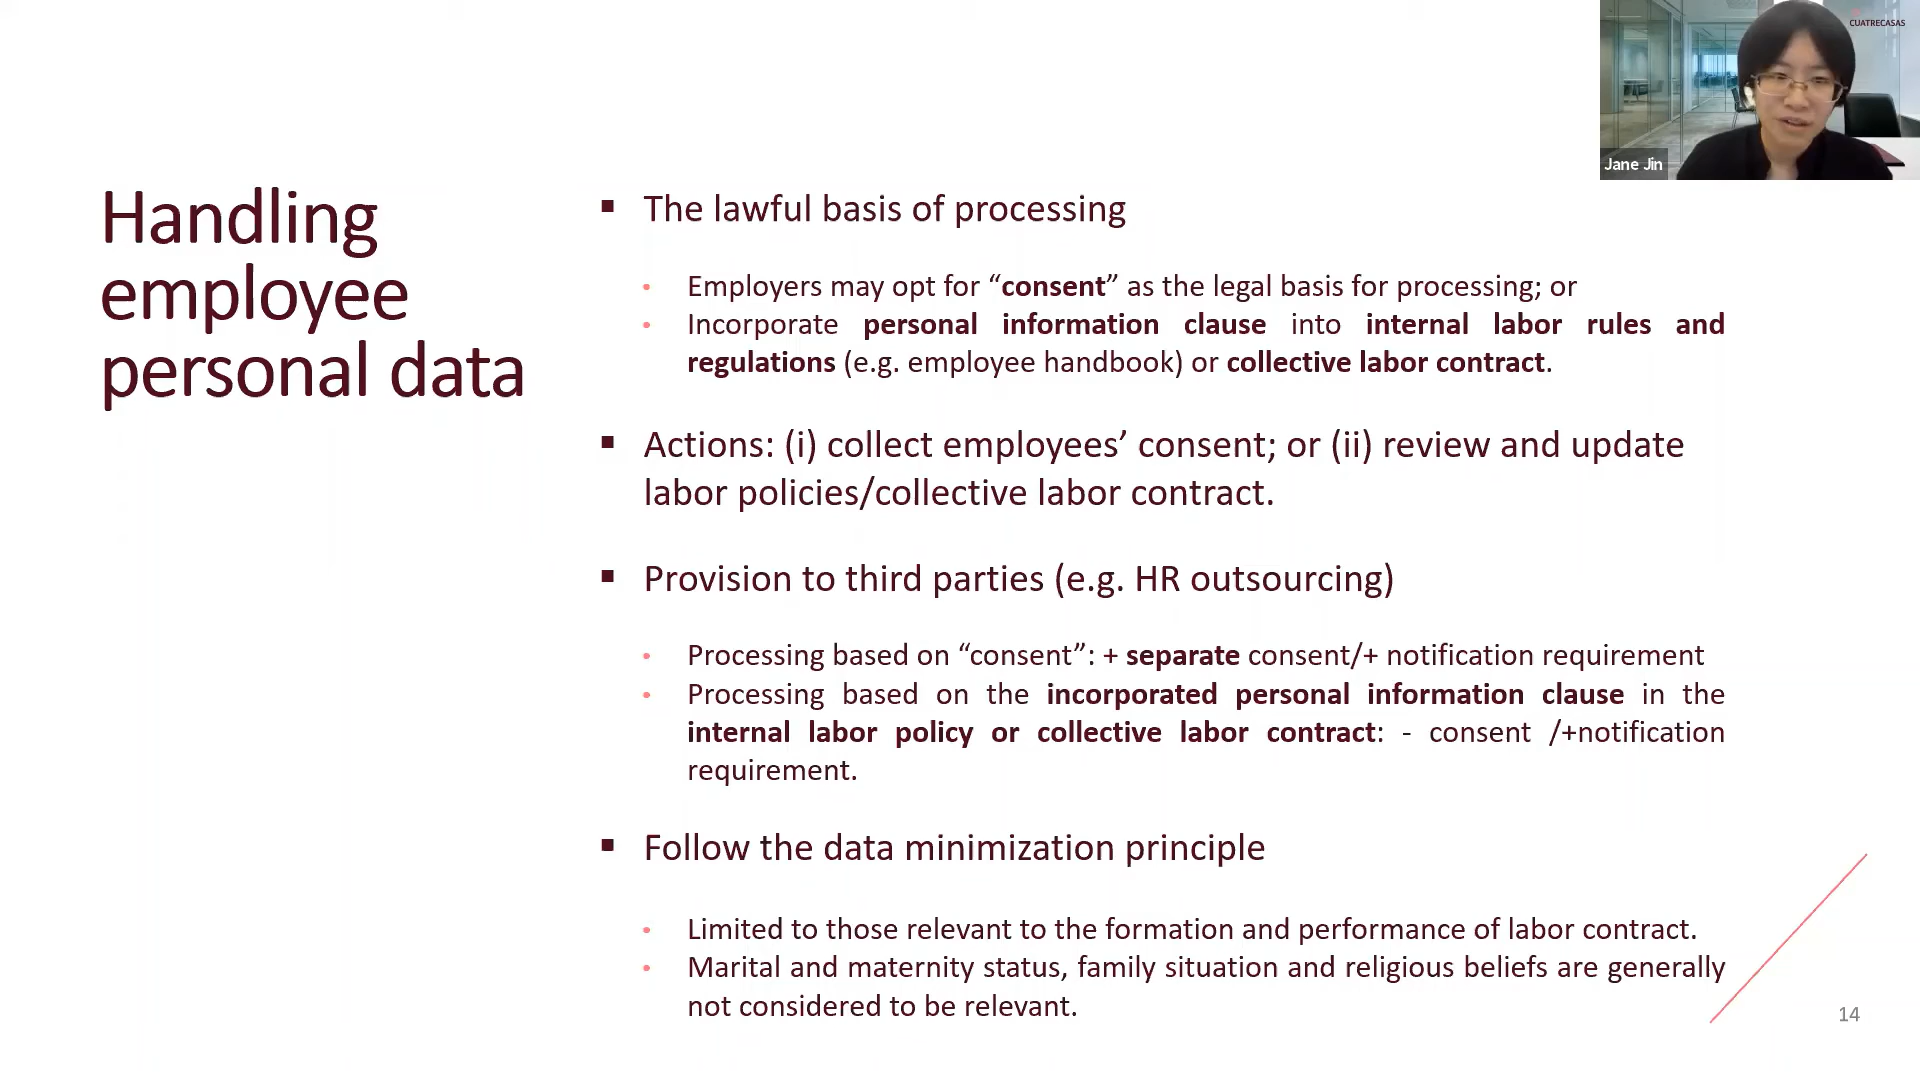 CUATRECASAS
Jane Jin
Handling
employee
personal data
▪ The lawful basis of processing
• Employers may opt for “consent” as the legal basis for processing; or
• Incorporate personal information clause into internal labor rules and
regulations (e.g. employee handbook) or collective labor contract.
▪ Actions: (i) collect employees’ consent; or (ii) review and update
labor policies/collective labor contract.
▪ Provision to third parties (e.g. HR outsourcing)
• Processing based on “consent”: + separate consent/+ notification requirement
• Processing based on the incorporated personal information clause in the
internal labor policy or collective labor contract: - consent /+notification
requirement.
▪ Follow the data minimization principle
• Limited to those relevant to the formation and performance of labor contract.
• Marital and maternity status, family situation and religious beliefs are generally
not considered to be relevant.
14